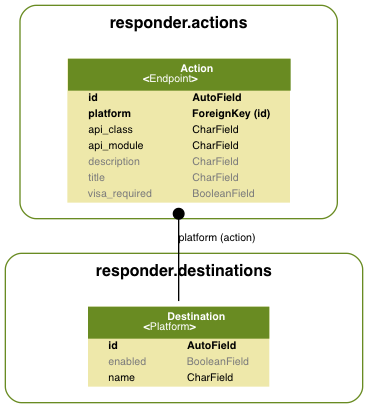 responder.actions
Action
<Endpoint>
id AutoField
platform ForeignKey (id)
api_class CharField
api_module CharField
description CharField
title CharField
visa_required BooleanField
platform (action)
responder.destinations
Destination
<Platform>
id AutoField
enabled BooleanField
name CharField